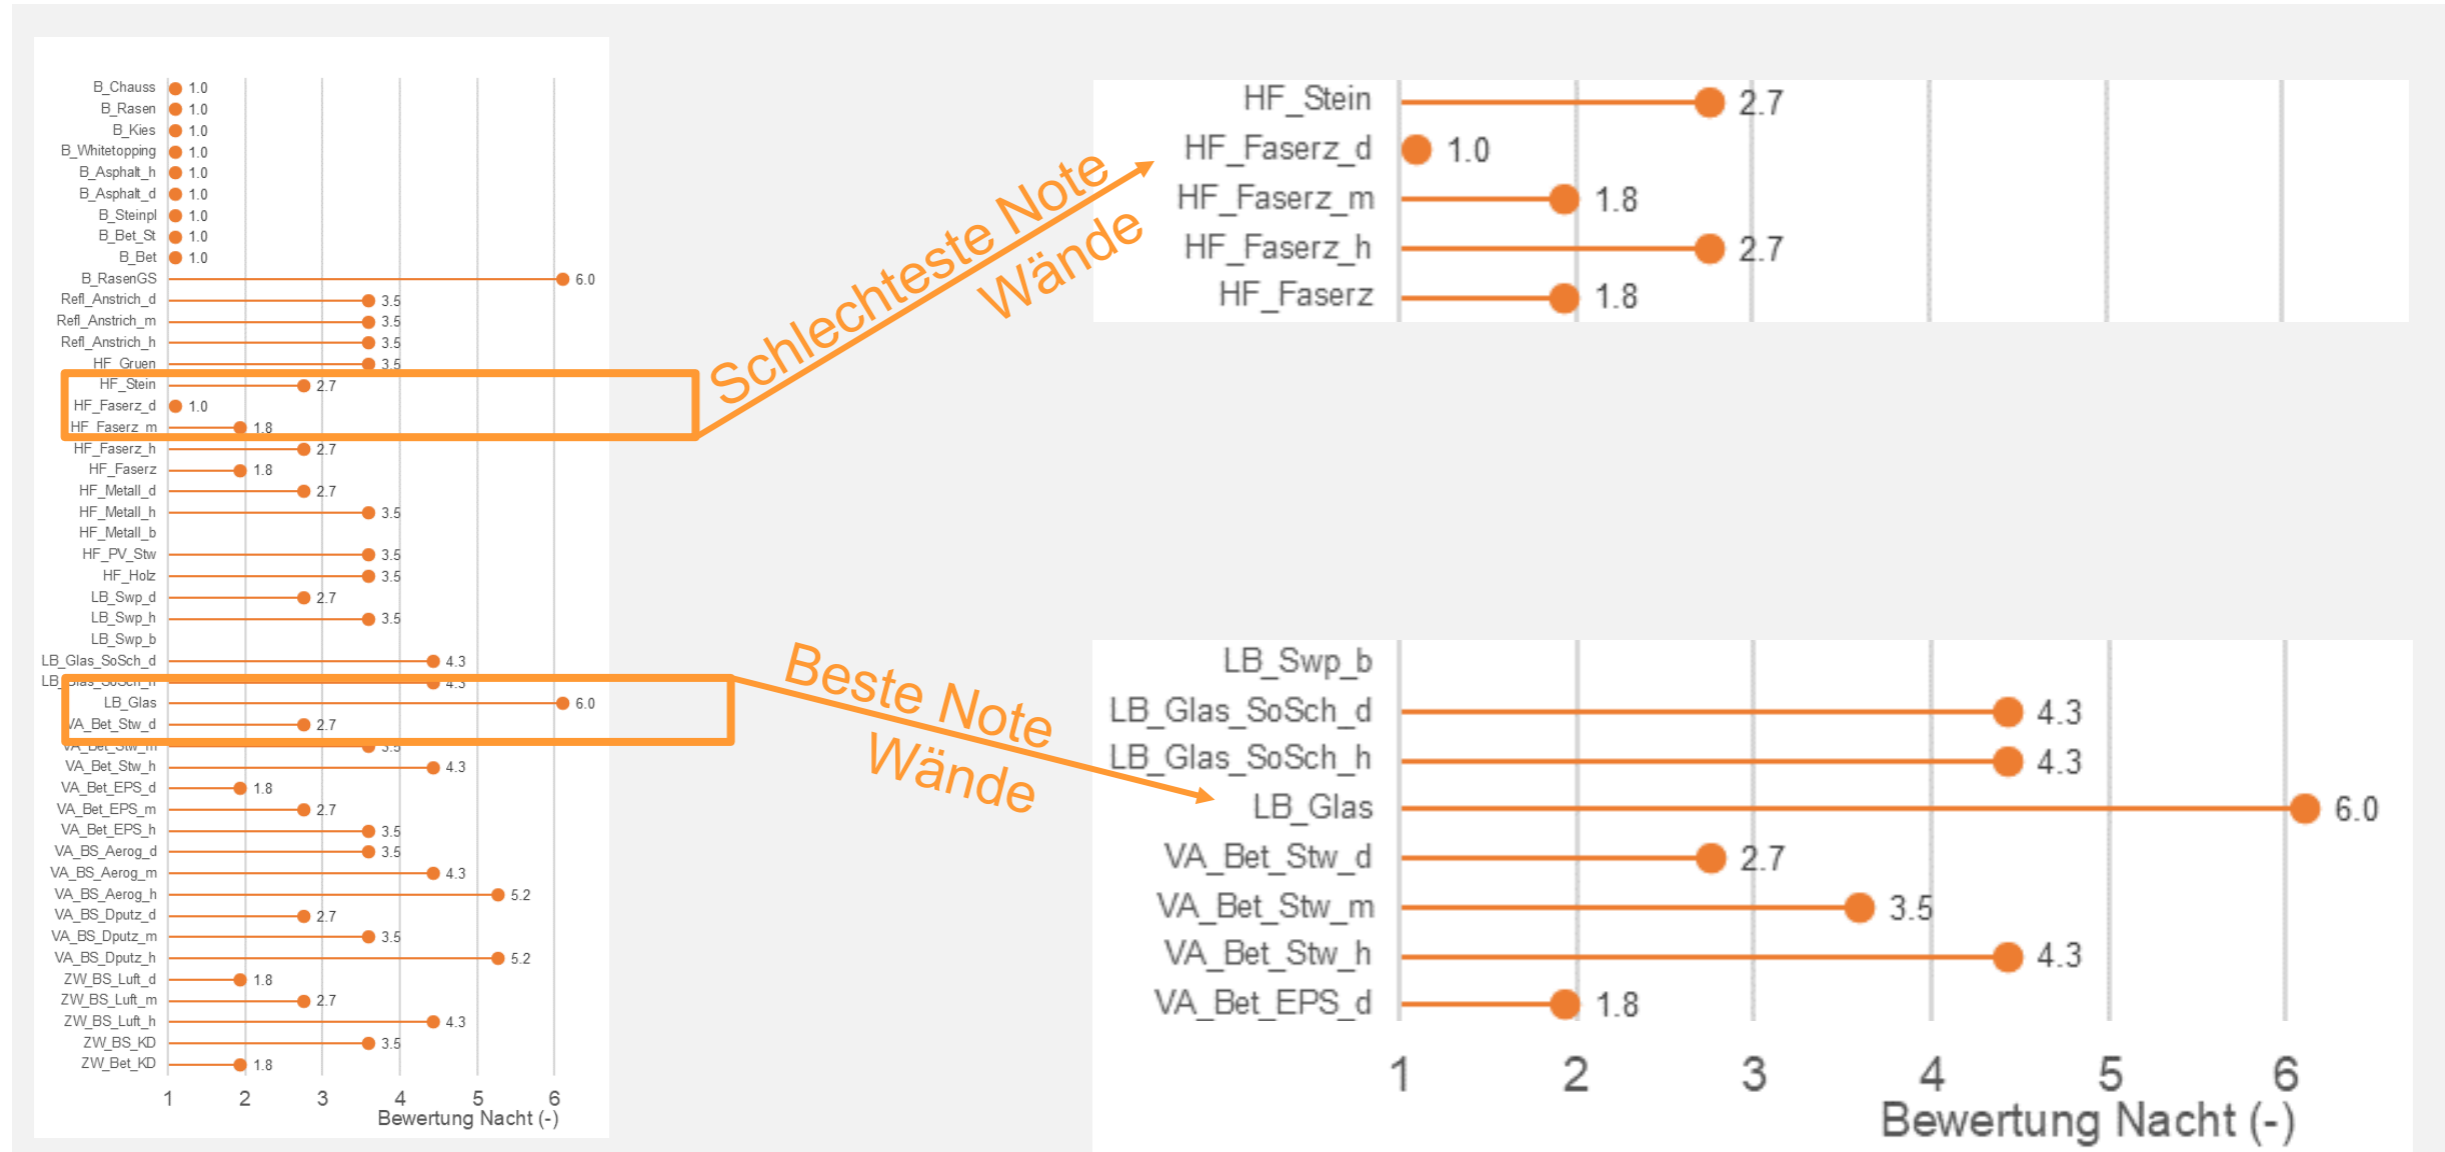 B_Chauss 1.0
B_Rasen 1.0
B_Kies 1.0
B_Whitetopping 1.0
B_Asphalt_h 1.0
B_Asphalt_d 1.0
B_Steinpl 1.0
B_Bet_St 1.0
B_Bet 1.0
B_RasenGS 6.0
Refl_Anstrich_d 3.5
Refl_Anstrich_m 3.5
Refl_Anstrich_h 3.5
HF_Gruen 3.5
HF_Stein 2.7
HF_Faserz_d 1.0
HF_Faserz_m 1.8
HF_Faserz_h 2.7
HF_Faserz 1.8
HF_Metall_d 2.7
HF_Metall_h 3.5
HF_Metall_b
HF_PV_Stw 3.5
HF_Holz 3.5
LB_Swp_d 2.7
LB_Swp_h 3.5
LB_Swp_b
LB_Glas_SoSch_d 4.3
LB_Glas_SoSch_h 4.3
LB_Glas 6.0
VA_Bet_Stw_d 2.7
VA_Bet_Stw_m 3.5
VA_Bet_Stw_h 4.3
VA_Bet_EPS_d 1.8
VA_Bet_EPS_m 2.7
VA_Bet_EPS_h 3.5
VA_BS_Aerog_d 3.5
VA_BS_Aerog_m 4.3
VA_BS_Aerog_h 5.2
VA_BS_Dputz_d 2.7
VA_BS_Dputz_m 3.5
VA_BS_Dputz_h 5.2
ZW_BS_Luft_d 1.8
ZW_BS_Luft_m 2.7
ZW_BS_Luft_h 4.3
ZW_BS_KD 3.5
ZW_Bet_KD 1.8
1 2 3 4 5 6
Bewertung Nacht (-)
Schlechteste Note
Wände
HF_Stein 2.7
HF_Faserz_d 1.0
HF_Faserz_m 1.8
HF_Faserz_h 2.7
HF_Faserz 1.8
Beste Note
Wände
LB_Swp_b
LB_Glas_SoSch_d 4.3
LB_Glas_SoSch_h 4.3
LB_Glas 6.0
VA_Bet_Stw_d 2.7
VA_Bet_Stw_m 3.5
VA_Bet_Stw_h 4.3
VA_Bet_EPS_d 1.8
1 2 3 4 5 6
Bewertung Nacht (-)